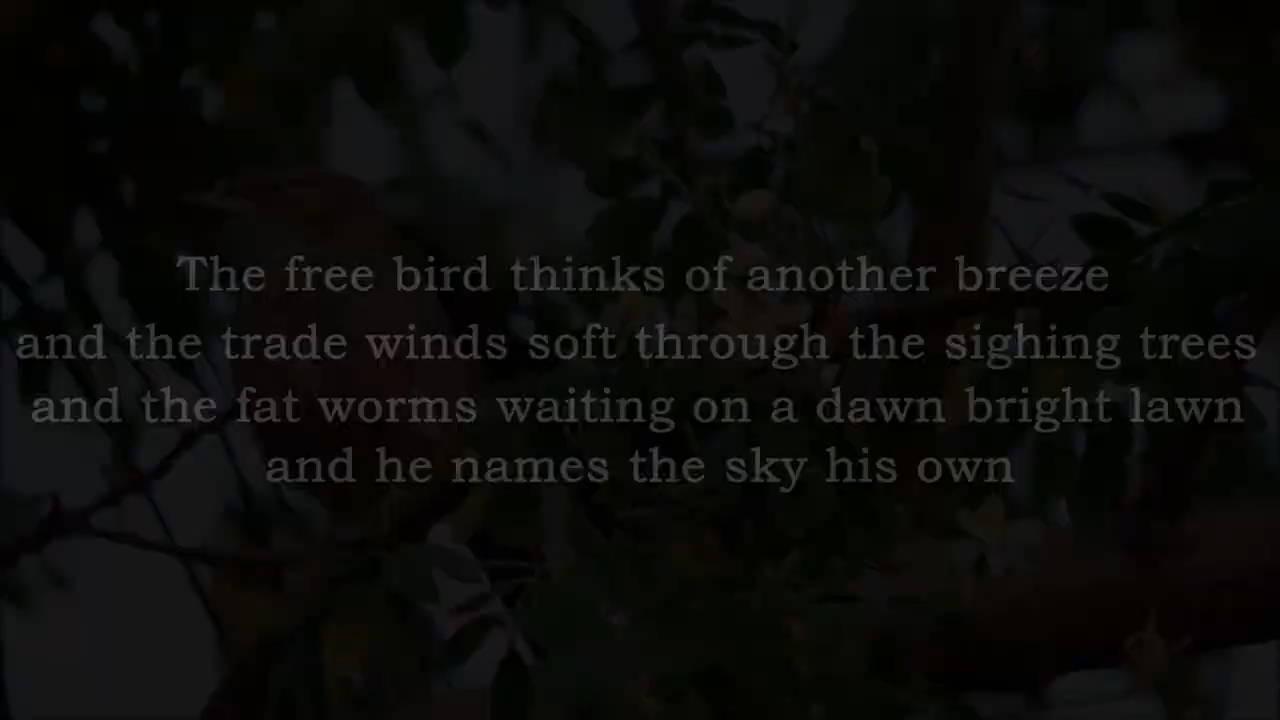 The free bird thinks of another breeze
and the trade winds soft through the sighing trees
and the fat worms waiting on a dawn bright lawn
and he names the sky his own